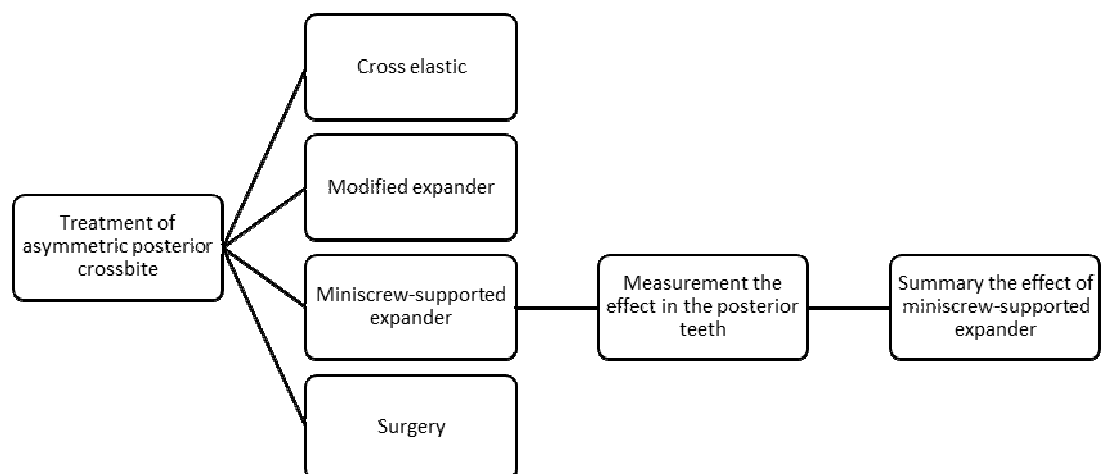 Cross elastic
Modified expander
Treatment of
asymmetric posterior
crossbite
Miniscrew-supported
expander
Measurement the
effect in the posterior
teeth
Summary the effect of
miniscrew-supported
expander
Surgery